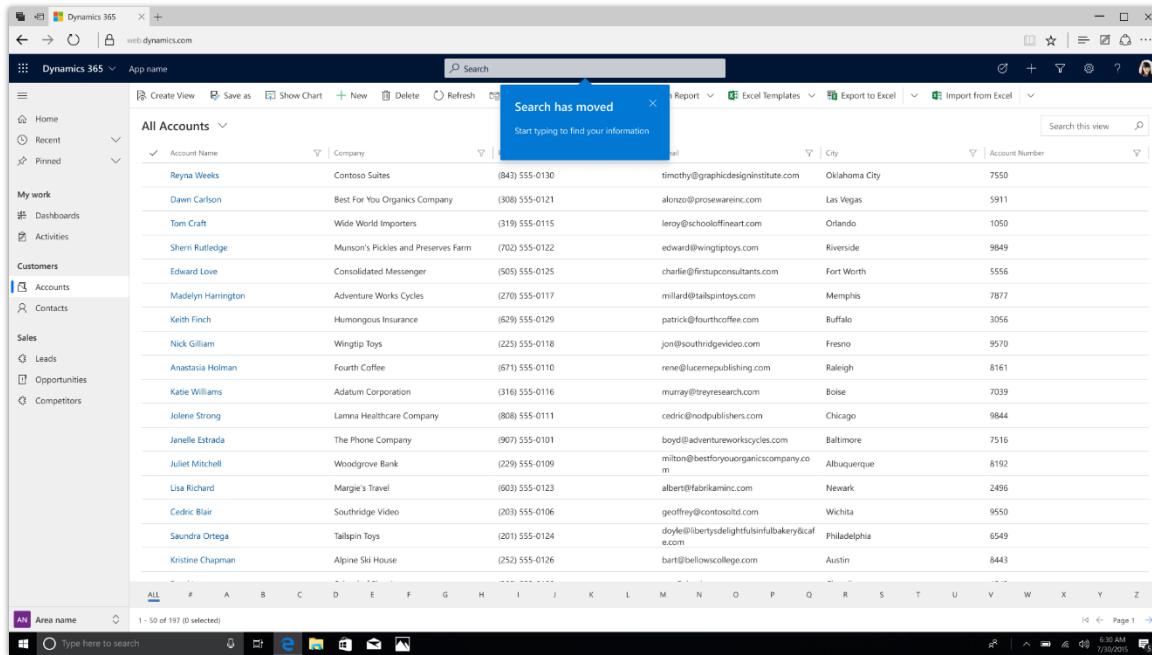 Dynamics 365
web.dynamics.com
Dynamics 365 App name Search
Create View Save as Show Chart + New Delete Refresh Report Excel Templates Export to Excel Import from Excel
Search has moved
Start typing to find your information
Home
Recent
Pinned
My work
Dashboards
Activities
Customers
Accounts
Contacts
Sales
Leads
Opportunities
Competitors
AN Area name
All Accounts Search this view
Account Name Company City Account Number
Reyna Weeks Contoso Suites (843) 555-0130 timothy@graphicdesigninstitute.com Oklahoma City 7550
Dawn Carlson Best For You Organics Company (308) 555-0121 alonzo@prosewareinc.com Las Vegas 5911
Tom Craft Wide World Importers (319) 555-0115 leroy@schooloffineart.com Orlando 1050
Sherri Rutledge Munson's Pickles and Preserves Farm (702) 555-0122 edward@wingtiptoys.com Riverside 9849
Edward Love Consolidated Messenger (505) 555-0125 charlie@firstupconsultants.com Fort Worth 5556
Madelyn Harrington Adventure Works Cycles (270) 555-0117 millard@tailspintoys.com Memphis 7877
Keith Finch Humongous Insurance (629) 555-0129 patrick@fourthcoffee.com Buffalo 3056
Nick Gilliam Wingtip Toys (225) 555-0118 jon@southridgevideo.com Fresno 9570
Anastasia Holman Fourth Coffee (671) 555-0110 rene@lucernepublishing.com Raleigh 8161
Katie Williams Adatum Corporation (316) 555-0116 murray@treyresearch.com Boise 7039
Jolene Strong Lamna Healthcare Company (808) 555-0111 cedric@nodpublishers.com Chicago 9844
Janelle Estrada The Phone Company (907) 555-0101 boyd@adventureworkscycles.com Baltimore 7516
Juliet Mitchell Woodgrove Bank (229) 555-0109 milton@bestforyouorganicscompany.co
m Albuquerque 8192
Lisa Richard Margie's Travel (603) 555-0123 albert@fabrikaminc.com Newark 2496
Cedric Blair Southridge Video (203) 555-0106 geoffrey@contosoltd.com Wichita 9550
Saundra Ortega Tailspin Toys (201) 555-0124 doyle@libertysdelightfulsinfulbakery&caf
e.com Philadelphia 6549
Kristine Chapman Alpine Ski House (252) 555-0126 bart@bellowscollege.com Austin 8443
ALL # A B C D E F G H I J K L M N O P Q R S T U V W X Y Z
1 - 50 of 197 (0 selected) Page 1
Type here to search 6:30 AM
7/30/2015